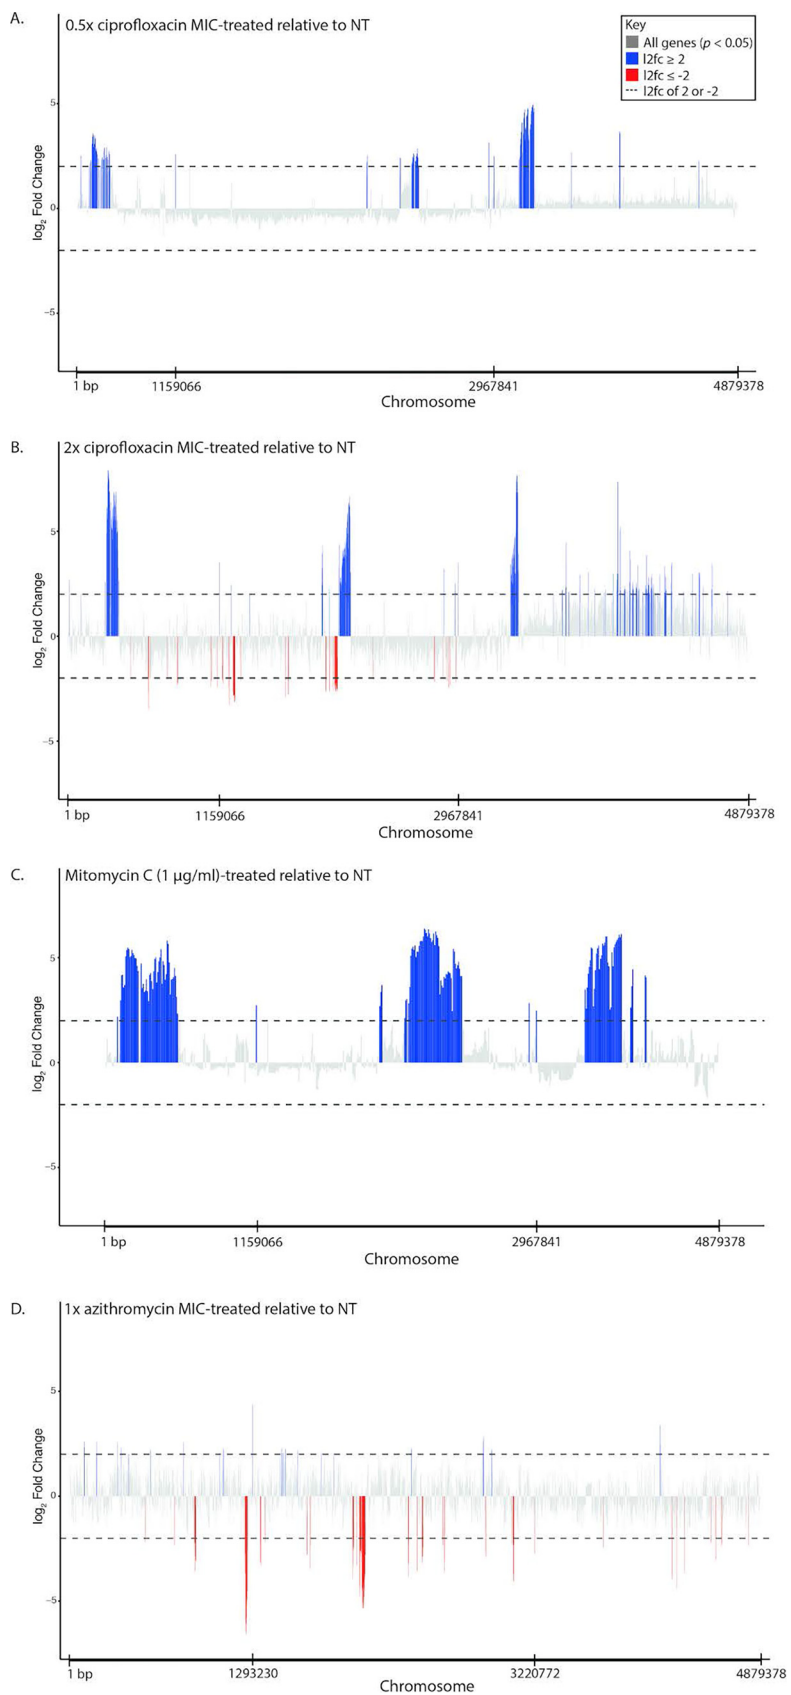 A.
0.5x ciprofloxacin MIC-treated relative to NT
Key
All genes (p < 0.05)
l2fc ≥ 2
l2fc ≤ -2
l2fc of 2 or -2
5
0
−5
log2 Fold Change
1 bp
1159066
2967841
4879378
Chromosome
B.
2x ciprofloxacin MIC-treated relative to NT
5
0
−5
log2 Fold Change
1 bp
1159066
2967841
4879378
Chromosome
C.
Mitomycin C (1 μg/ml)-treated relative to NT
5
0
−5
log2 Fold Change
1 bp
1159066
2967841
4879378
Chromosome
D.
1x azithromycin MIC-treated relative to NT
5
0
−5
log2 Fold Change
1 bp
1293230
3220772
4879378
Chromosome